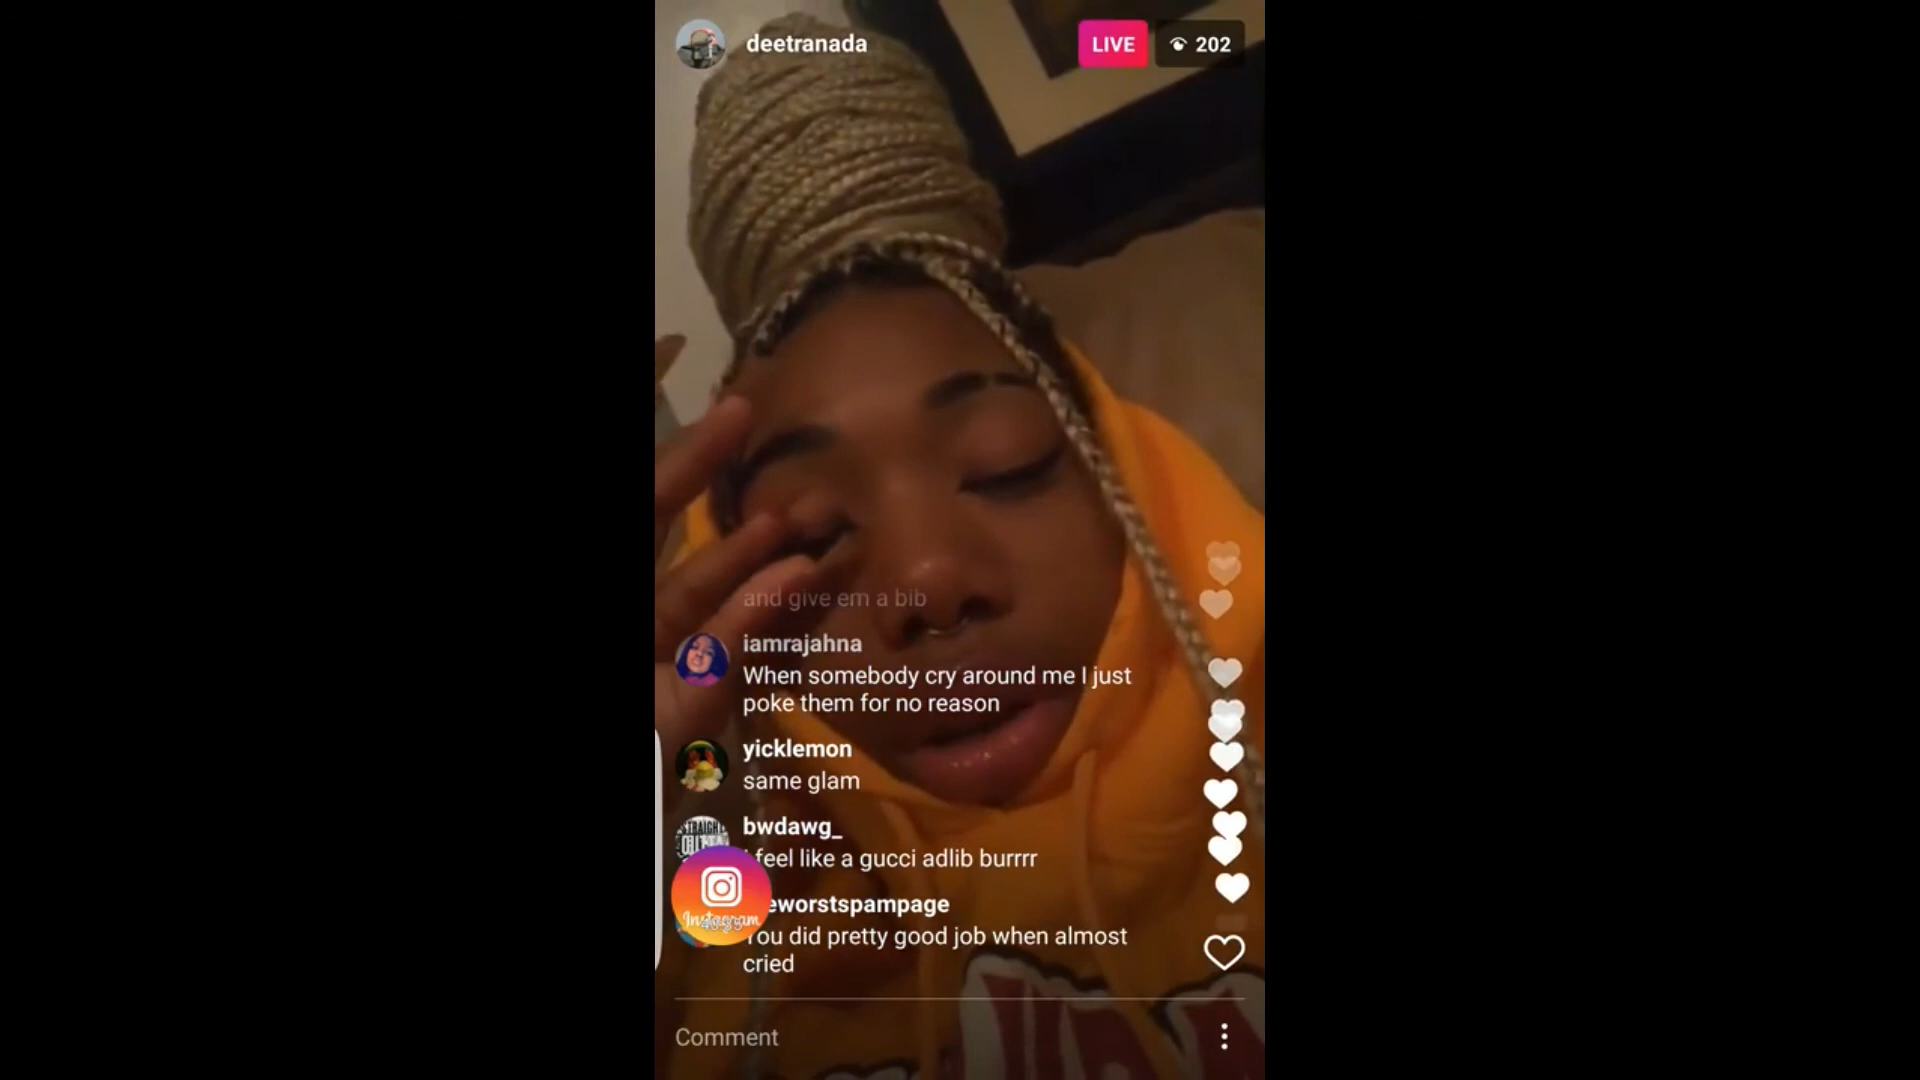 deetranada
LIVE
202
and give em a bib
iamrajahna
When somebody cry around me I just
poke them for no reason
yicklemon
same glam
bwdawg_
feel like a gucci adlib burrrr
Instagram
eworstspampage
You did pretty good job when almost
cried
Comment